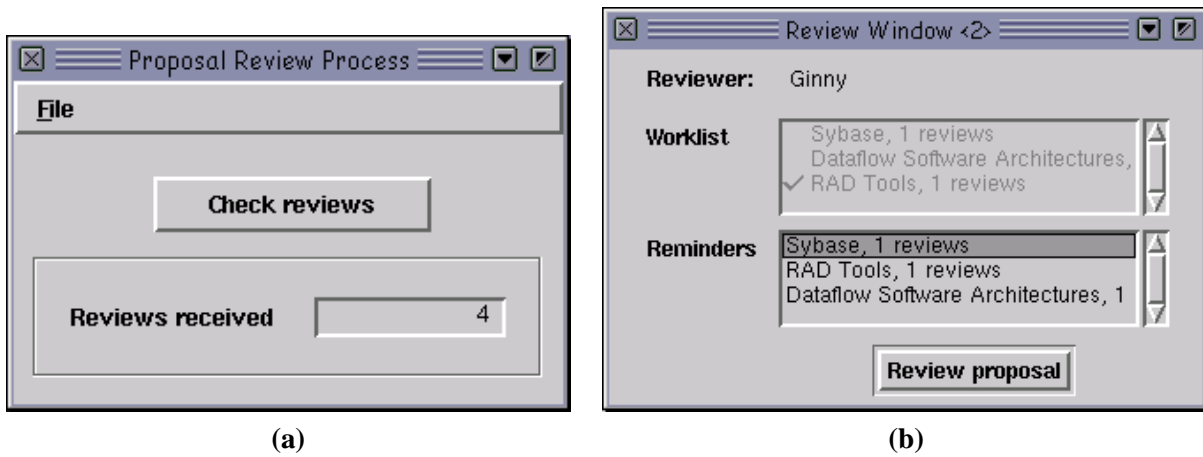 Proposal Review Process
File
Check reviews
Reviews received 4
(a)
Review Window <2>
Reviewer: Ginny
Worklist
Sybase, 1 reviews
Dataflow Software Architectures,
RAD Tools, 1 reviews
Reminders
Sybase, 1 reviews
RAD Tools, 1 reviews
Dataflow Software Architectures, 1
Review proposal
(b)